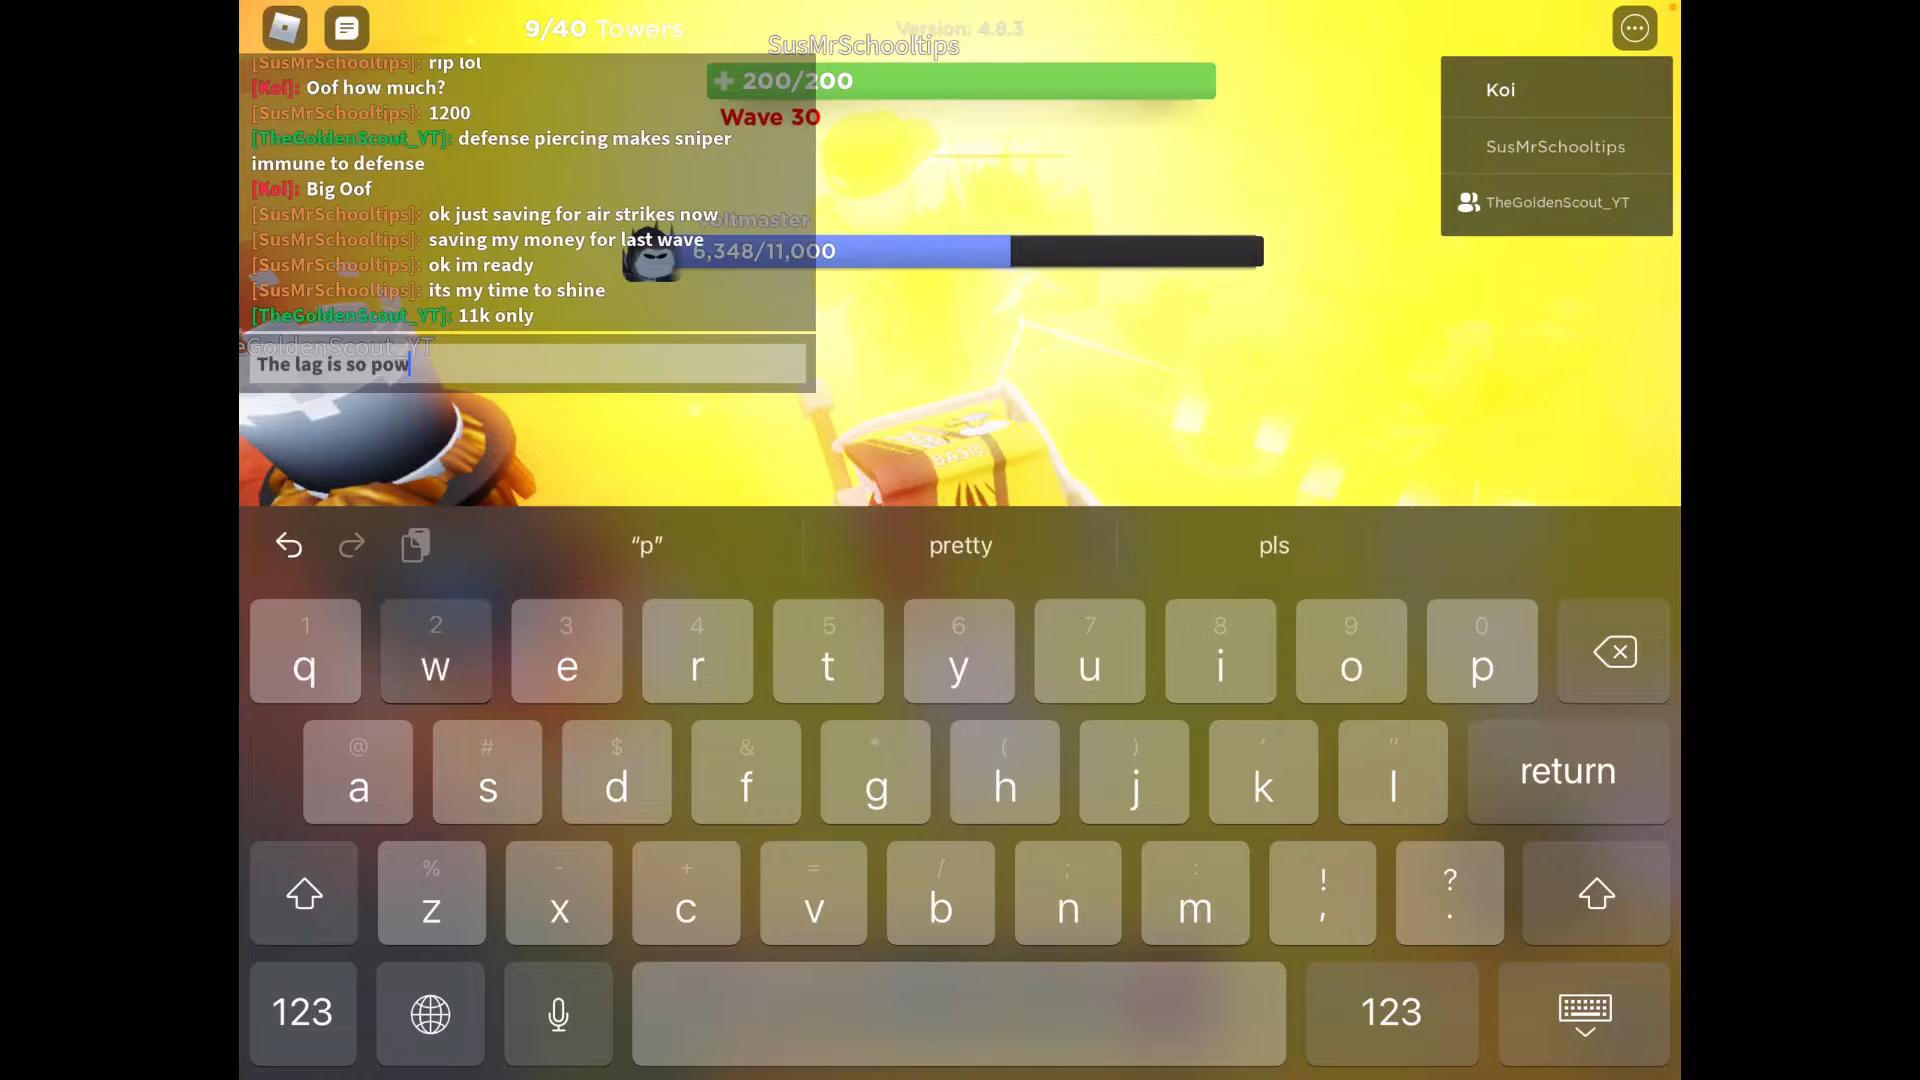 9/40 Towers
Version: 4.8.3
SusMrSchooltips
200/200
Wave 30
[SusMrSchooltips]: rip lol
[Koi]: Oof how much?
[SusMrSchooltips]: 1200
[TheGoldenScout_YT]: defense piercing makes sniper
immune to defense
[Koi]: Big Oof
[SusMrSchooltips]: ok just saving for air strikes now
[SusMrSchooltips]: saving my money for last wave
[SusMrSchooltips]: ok im ready
[SusMrSchooltips]: its my time to shine
[TheGoldenScout_YT]: 11k only
eGoldenScout_YT
The lag is so pow
oltmaster
6,348/11,000
Koi
SusMrSchooltips
TheGoldenScout_YT
BASIC
“p” pretty pls
1 2 3 4 5 6 7 8 9 0
q w e r t y u i o p
@ # $ & * ( ) ' "
a s d f g h j k l return
% - + = / ; : ! ?
z x c v b n m , .
123 123